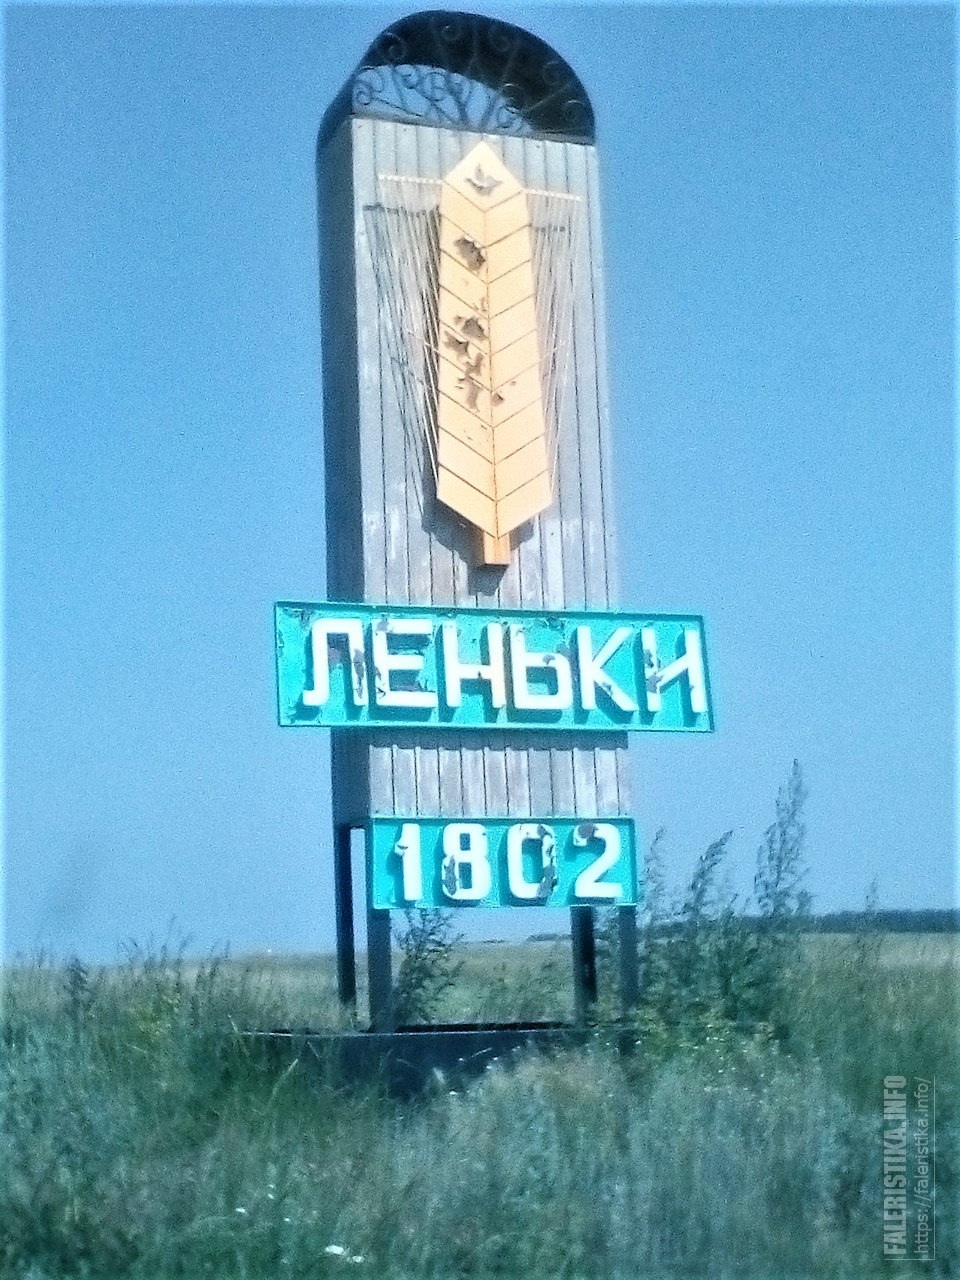 ЛЕНЬКИ
1802
FALERISTIKA.INFO
https://faleristika.info/